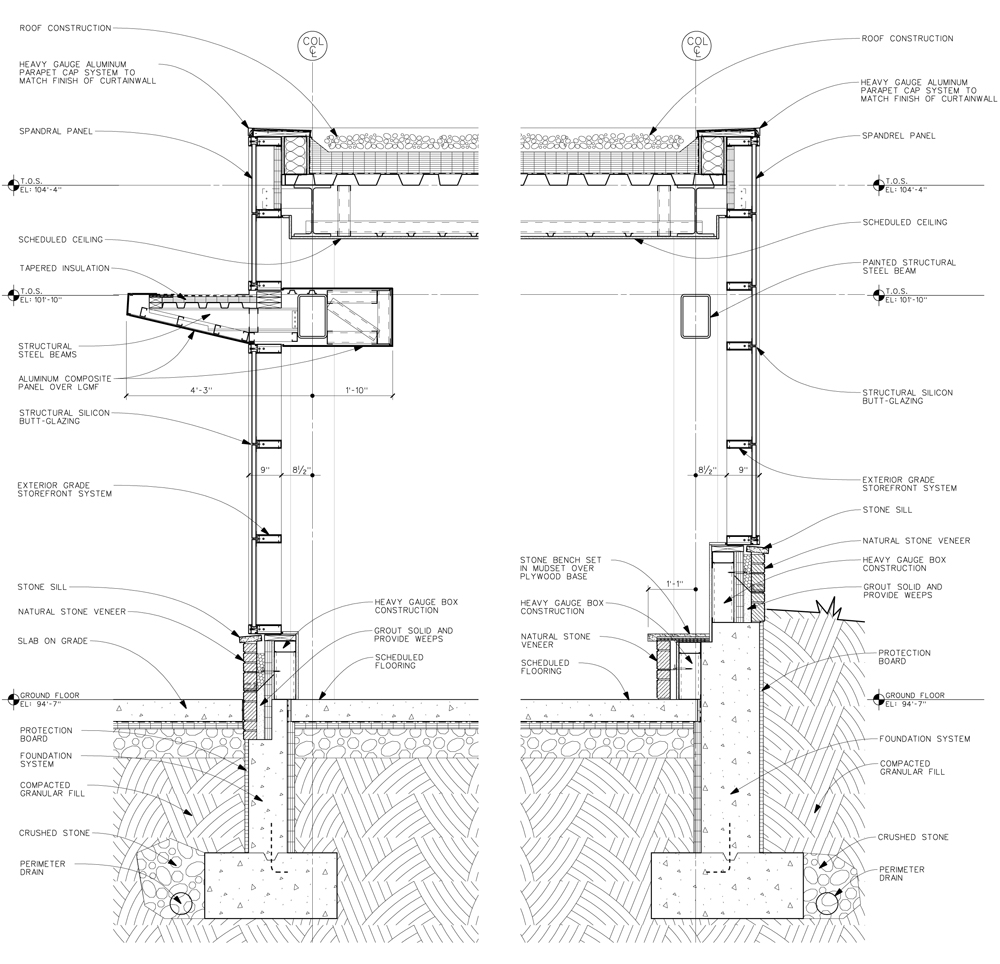 ROOF CONSTRUCTION
HEAVY GAUGE ALUMINUM
PARAPET CAP SYSTEM TO
MATCH FINISH OF CURTAINWALL
SPANDRAL PANEL
T.O.S.
EL: 104'-4"
SCHEDULED CEILING
TAPERED INSULATION
T.O.S.
EL: 101'-10"
STRUCTURAL
STEEL BEAMS
ALUMINUM COMPOSITE
PANEL OVER LGMF
STRUCTURAL SILICON
BUTT-GLAZING
EXTERIOR GRADE
STOREFRONT SYSTEM
STONE SILL
NATURAL STONE VENEER
SLAB ON GRADE
GROUND FLOOR
EL: 94'-7"
PROTECTION
BOARD
FOUNDATION
SYSTEM
COMPACTED
GRANULAR FILL
CRUSHED STONE
PERIMETER
DRAIN
COL
CL
4'-3"
1'-10"
9"
8½"
HEAVY GAUGE BOX
CONSTRUCTION
GROUT SOLID AND
PROVIDE WEEPS
SCHEDULED
FLOORING
COL
CL
8½"
9"
STONE BENCH SET
IN MUDSET OVER
PLYWOOD BASE
1'-1"
HEAVY GAUGE BOX
CONSTRUCTION
NATURAL STONE
VENEER
SCHEDULED
FLOORING
ROOF CONSTRUCTION
HEAVY GAUGE ALUMINUM
PARAPET CAP SYSTEM TO
MATCH FINISH OF CURTAINWALL
SPANDREL PANEL
T.O.S.
EL: 104'-4"
SCHEDULED CEILING
PAINTED STRUCTURAL
STEEL BEAM
T.O.S.
EL: 101'-10"
STRUCTURAL SILICON
BUTT-GLAZING
EXTERIOR GRADE
STOREFRONT SYSTEM
STONE SILL
NATURAL STONE VENEER
HEAVY GAUGE BOX
CONSTRUCTION
GROUT SOLID AND
PROVIDE WEEPS
PROTECTION
BOARD
GROUND FLOOR
EL: 94'-7"
FOUNDATION SYSTEM
COMPACTED
GRANULAR FILL
CRUSHED STONE
PERIMETER
DRAIN